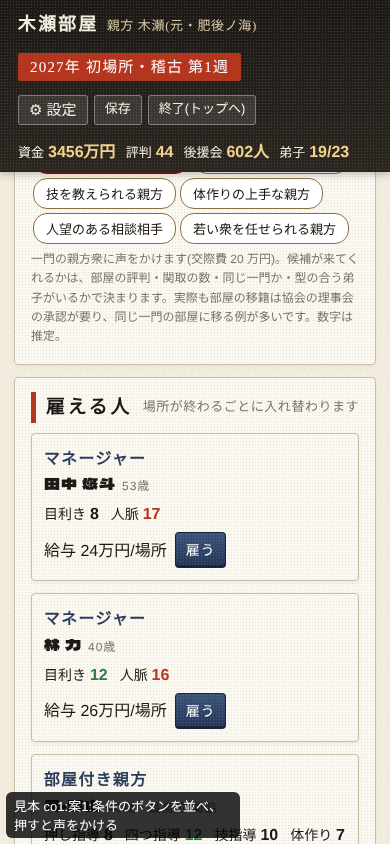 木瀬部屋 親方 木瀬(元・肥後ノ海)
2027年 初場所・稽古 第1週
⚙ 設定 保存 終了(トップへ)
資金 3456万円 評判 44 後援会 602人 弟子 19/23
技を教えられる親方 体作りの上手な親方
人望のある相談相手 若い衆を任せられる親方
一門の親方衆に声をかけます(交際費 20 万円)。候補が来てく
れるかは、部屋の評判・関取の数・同じ一門か・型の合う弟
子がいるかで決まります。実際も部屋の移籍は協会の理事会
の承認が要り、同じ一門の部屋に移る例が多いです。数字は
推定。
雇える人 場所が終わるごとに入れ替わります
マネージャー
田中 悠斗 53歳
目利き 8 人脈 17
給与 24万円/場所 雇う
マネージャー
林 力 40歳
目利き 12 人脈 16
給与 26万円/場所 雇う
部屋付き親方
見本 co1:案1:条件のボタンを並べ、
押すと声をかける
押し指導 8 四つ指導 12 技指導 10 体作り 7